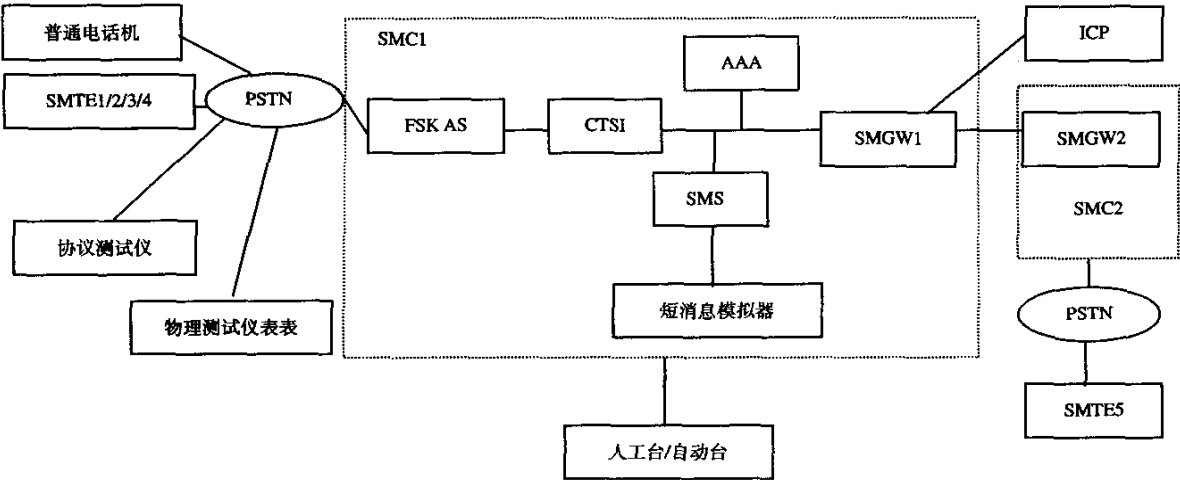 普通电话机
SMC1
ICP
AAA
SMTE1/2/3/4
PSTN
FSK AS
CTSI
SMGW1
SMGW2
SMS
SMC2
协议测试仪
物理测试仪表表
短消息模拟器
PSTN
SMTE5
人工台/自动台